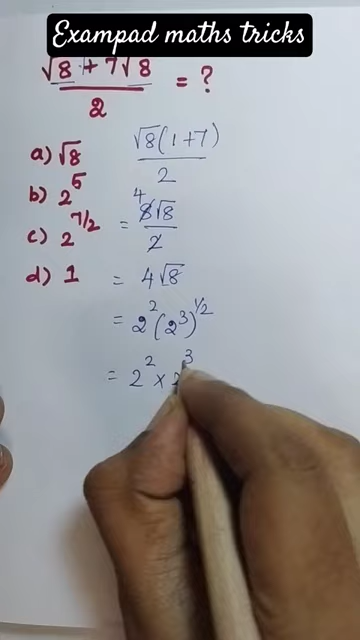 Exampad maths tricks
√8 + 7√8 / 2 = ?
a) √8
b) 2^5
c) 2^7/2
d) 1
√8(1+7) / 2
= 4 8√8 / 2
= 4√8
= 2^2 (2^3)^1/2
= 2^2 × 2^3